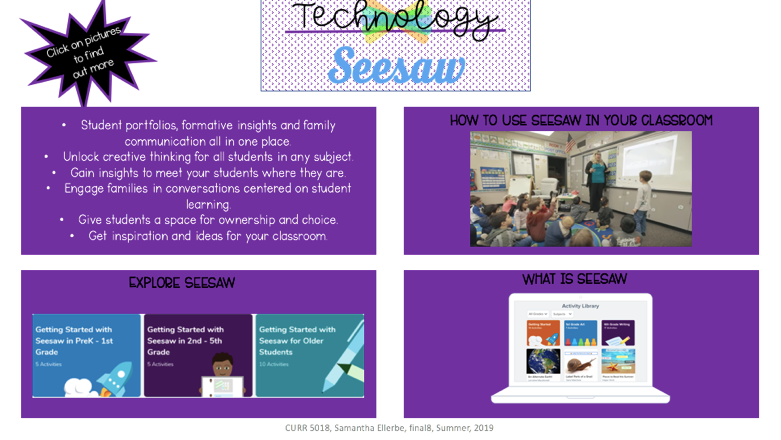 Click on pictures
to find
out more
Technology
Seesaw
• Student portfolios, formative insights and family
communication all in one place.
• Unlock creative thinking for all students in any subject.
• Gain insights to meet your students where they are.
• Engage families in conversations centered on student
learning.
• Give students a space for ownership and choice.
• Get inspiration and ideas for your classroom.
HOW TO USE SEESAW IN YOUR CLASSROOM
EXPLORE SEESAW
Getting Started with
Seesaw in PreK - 1st
Grade
5 Activities
Getting Started with
Seesaw in 2nd - 5th
Grade
5 Activities
Getting Started with
Seesaw for Older
Students
10 Activities
WHAT IS SEESAW
Activity Library
CURR 5018, Samantha Ellerbe, final8, Summer, 2019